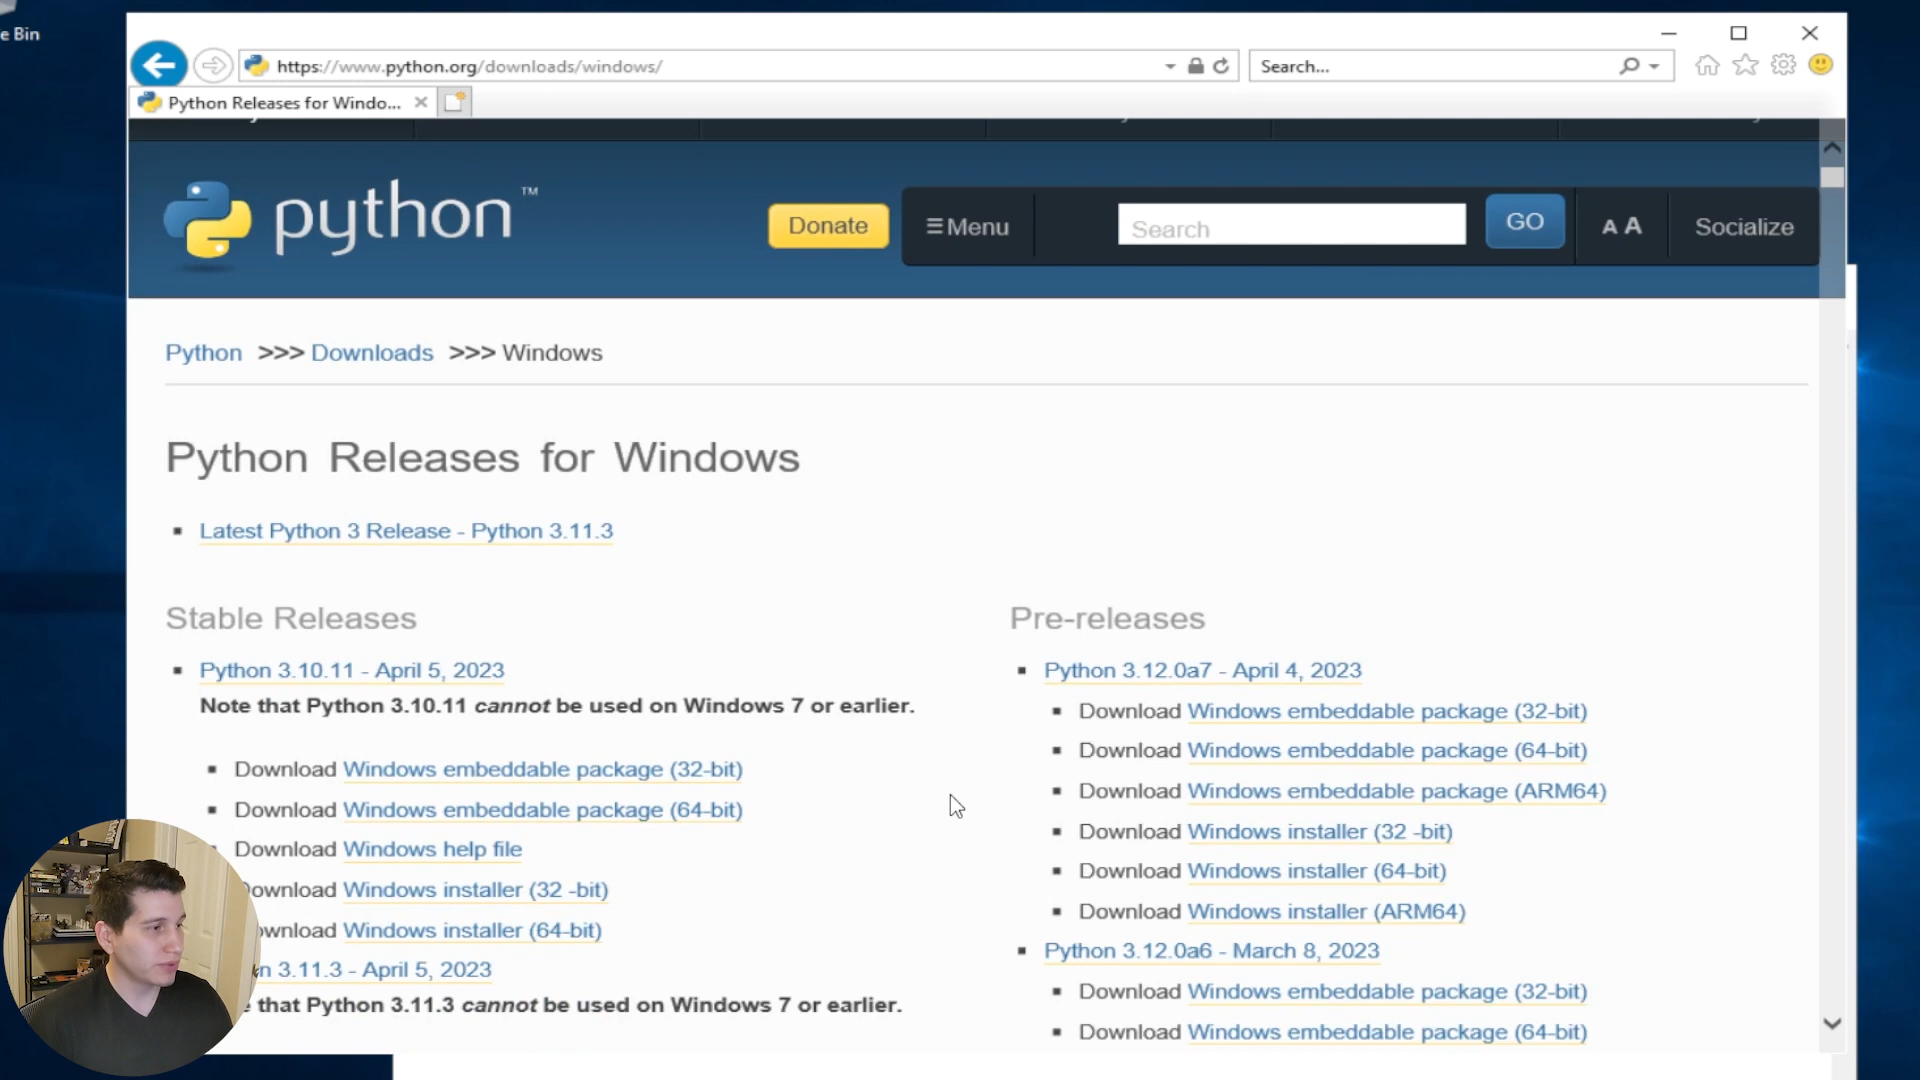 e Bin
https://www.python.org/downloads/windows/
Search...
Python Releases for Windo...
python™
Donate
☰Menu
Search
GO
A A
Socialize
Python >>> Downloads >>> Windows
Python Releases for Windows
Latest Python 3 Release - Python 3.11.3
Stable Releases
Python 3.10.11 - April 5, 2023
Note that Python 3.10.11 cannot be used on Windows 7 or earlier.
Download Windows embeddable package (32-bit)
Download Windows embeddable package (64-bit)
Download Windows help file
ownload Windows installer (32 -bit)
wnload Windows installer (64-bit)
n 3.11.3 - April 5, 2023
that Python 3.11.3 cannot be used on Windows 7 or earlier.
Pre-releases
Python 3.12.0a7 - April 4, 2023
Download Windows embeddable package (32-bit)
Download Windows embeddable package (64-bit)
Download Windows embeddable package (ARM64)
Download Windows installer (32 -bit)
Download Windows installer (64-bit)
Download Windows installer (ARM64)
Python 3.12.0a6 - March 8, 2023
Download Windows embeddable package (32-bit)
Download Windows embeddable package (64-bit)